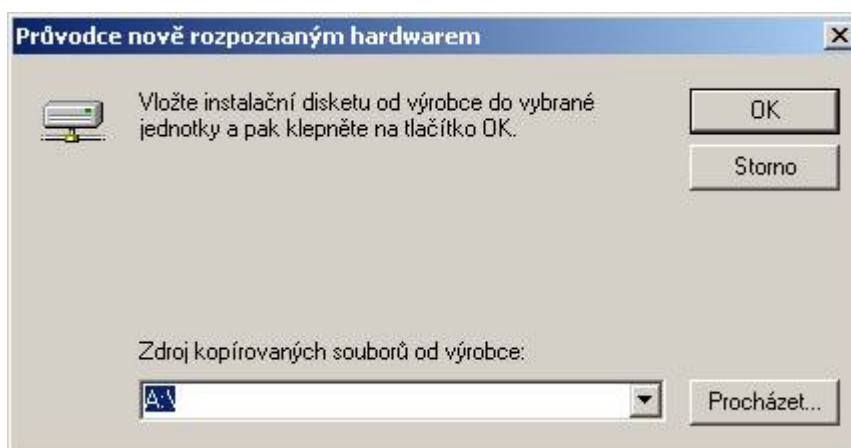 Průvodce nově rozpoznaným hardwarem
Vložte instalační disketu od výrobce do vybrané
jednotky a pak klepněte na tlačítko OK.
OK
Storno
Zdroj kopírovaných souborů od výrobce:
A:\
Procházet...